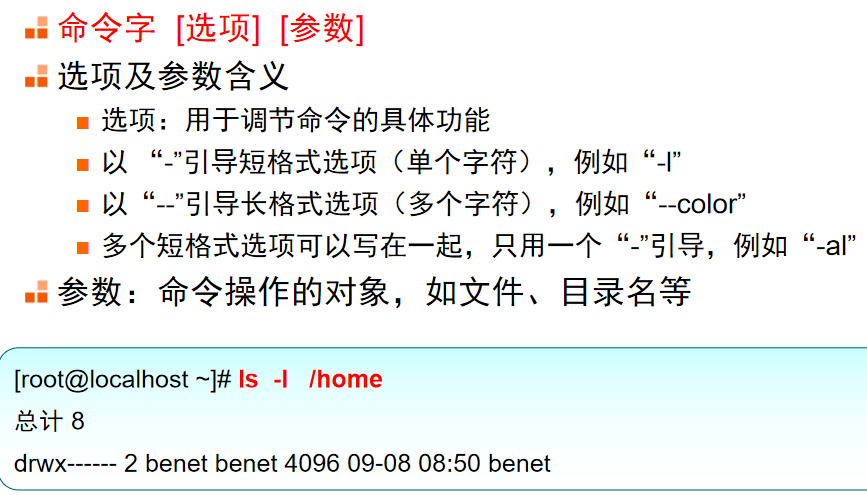 命令字 [选项] [参数]
选项及参数含义
选项：用于调节命令的具体功能
以 “-”引导短格式选项（单个字符），例如“-l”
以“--”引导长格式选项（多个字符），例如“--color”
多个短格式选项可以写在一起，只用一个“-”引导，例如“-al”
参数：命令操作的对象，如文件、目录名等
[root@localhost ~]# ls -l /home
总计 8
drwx------ 2 benet benet 4096 09-08 08:50 benet